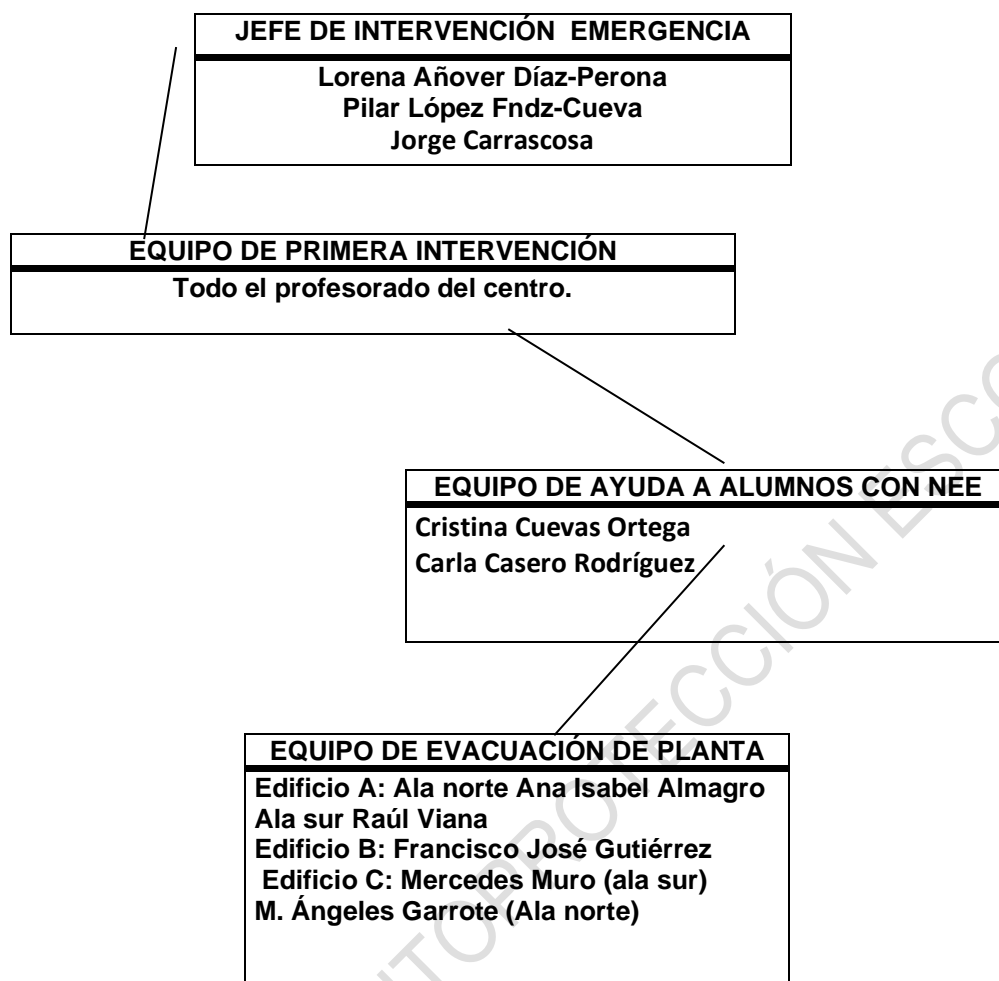 JEFE DE INTERVENCIÓN EMERGENCIA
Lorena Añover Díaz-Perona
Pilar López Fndz-Cueva
Jorge Carrascosa
EQUIPO DE PRIMERA INTERVENCIÓN
Todo el profesorado del centro.
EQUIPO DE AYUDA A ALUMNOS CON NEE
Cristina Cuevas Ortega
Carla Casero Rodríguez
EQUIPO DE EVACUACIÓN DE PLANTA
Edificio A: Ala norte Ana Isabel Almagro
Ala sur Raúl Viana
Edificio B: Francisco José Gutiérrez
Edificio C: Mercedes Muro (ala sur)
M. Ángeles Garrote (Ala norte)